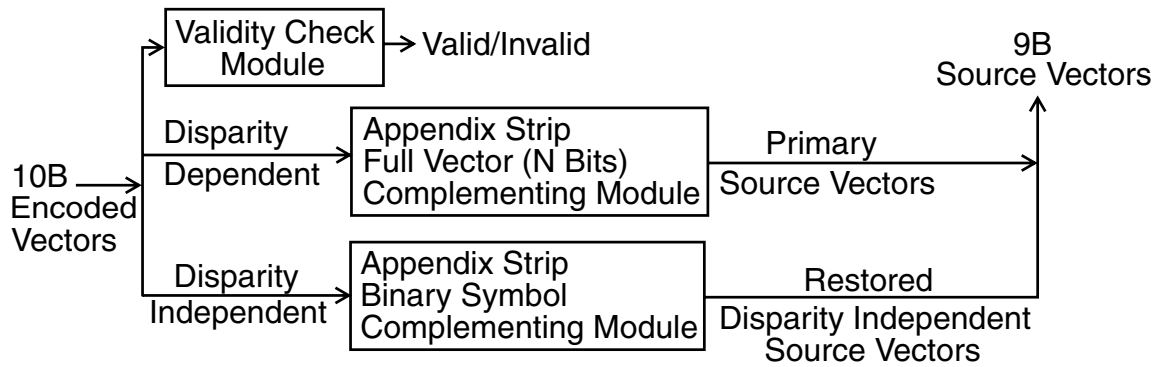 Validity Check
Module
Valid/Invalid
9B
Source Vectors
Disparity
Dependent
Appendix Strip
Full Vector (N Bits)
Complementing Module
Primary
Source Vectors
10B
Encoded
Vectors
Disparity
Independent
Appendix Strip
Binary Symbol
Complementing Module
Restored
Disparity Independent
Source Vectors